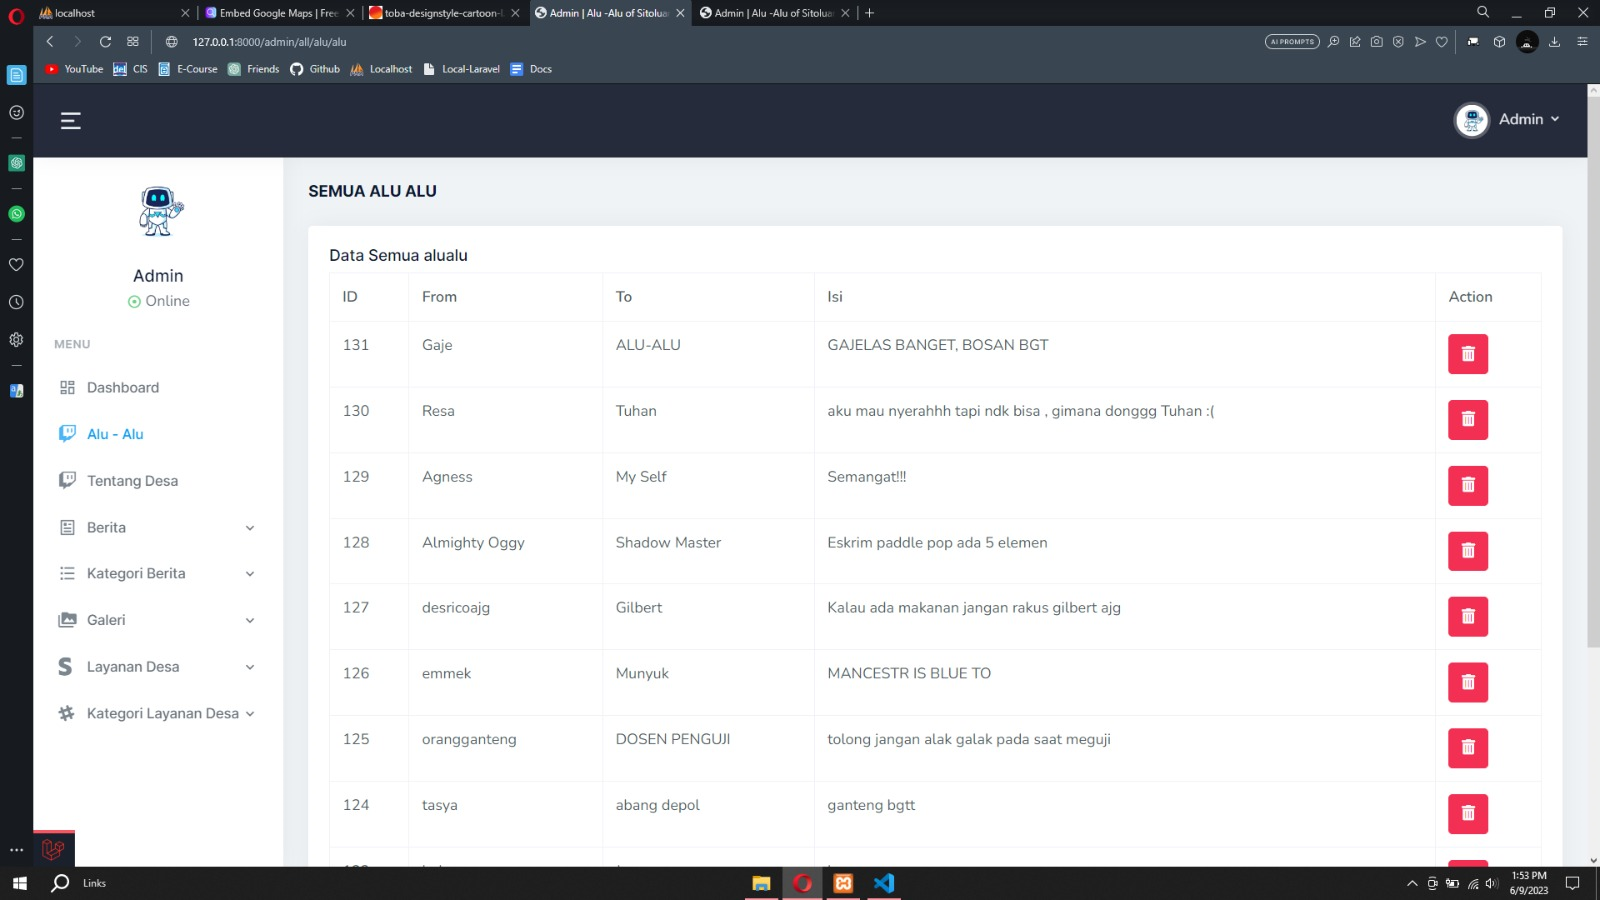 localhost
Embed Google Maps | Free
toba-designstyle-cartoon-l
Admin | Alu -Alu of Sitolua
Admin | Alu -Alu of Sitolua
127.0.0.1:8000/admin/all/alu/alu
AI PROMPTS
YouTube
del CIS
E-Course
Friends
Github
Localhost
Local-Laravel
Docs
Admin
SEMUA ALU ALU
Admin
Online
MENU
Dashboard
Alu - Alu
Tentang Desa
Berita
Kategori Berita
Galeri
S Layanan Desa
Kategori Layanan Desa
Data Semua alualu
ID From To Isi Action
131 Gaje ALU-ALU GAJELAS BANGET, BOSAN BGT
130 Resa Tuhan aku mau nyerahhh tapi ndk bisa , gimana donggg Tuhan :(
129 Agness My Self Semangat!!!
128 Almighty Oggy Shadow Master Eskrim paddle pop ada 5 elemen
127 desricoajg Gilbert Kalau ada makanan jangan rakus gilbert ajg
126 emmek Munyuk MANCESTR IS BLUE TO
125 orangganteng DOSEN PENGUJI tolong jangan alak galak pada saat meguji
124 tasya abang depol ganteng bgtt
Links
1:53 PM
6/9/2023